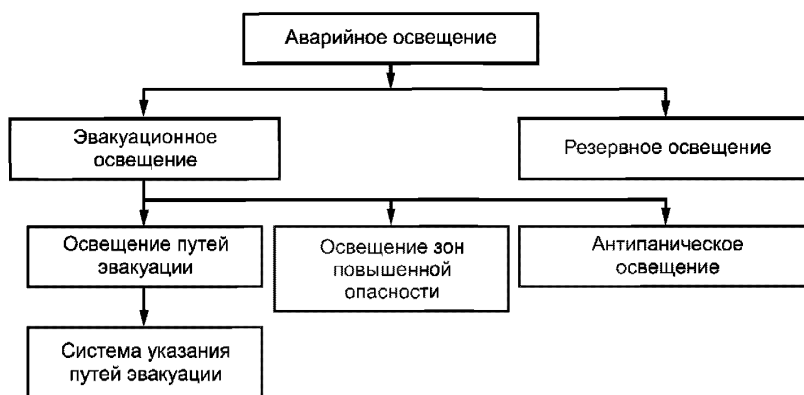 Аварийное освещение
Эвакуационное
освещение
Резервное освещение
Освещение путей
эвакуации
Освещение зон
повышенной
опасности
Антипаническое
освещение
Система указания
путей эвакуации